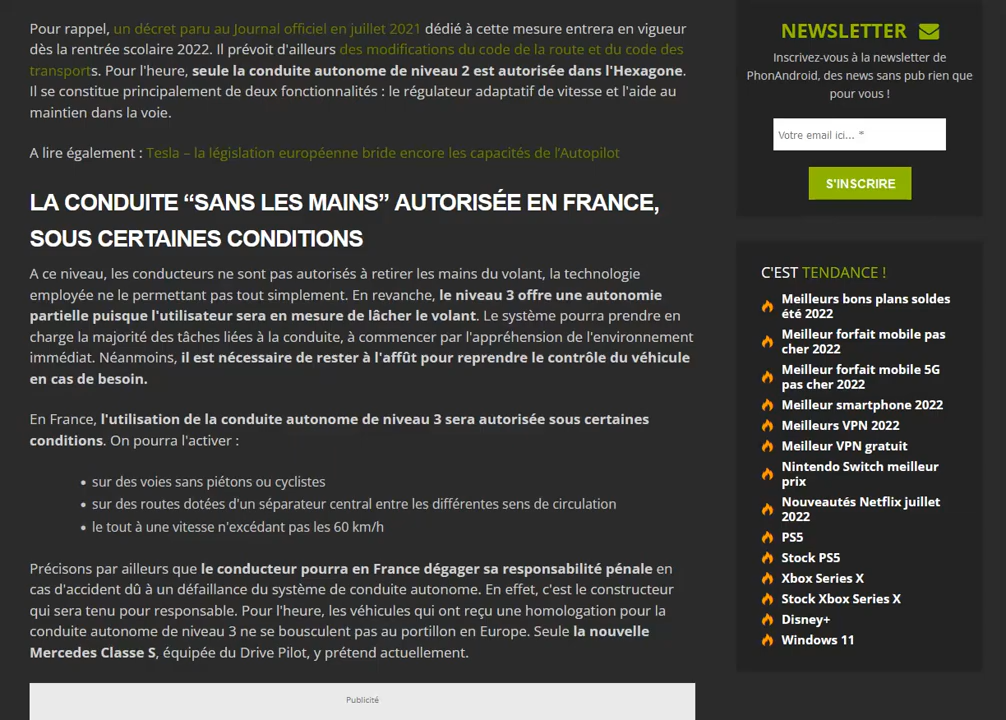 Pour rappel, un décret paru au Journal officiel en juillet 2021 dédié à cette mesure entrera en vigueur
dès la rentrée scolaire 2022. Il prévoit d'ailleurs des modifications du code de la route et du code des
transports. Pour l'heure, seule la conduite autonome de niveau 2 est autorisée dans l'Hexagone.
Il se constitue principalement de deux fonctionnalités : le régulateur adaptatif de vitesse et l'aide au
maintien dans la voie.
A lire également : Tesla – la législation européenne bride encore les capacités de l'Autopilot
LA CONDUITE “SANS LES MAINS” AUTORISÉE EN FRANCE,
SOUS CERTAINES CONDITIONS
A ce niveau, les conducteurs ne sont pas autorisés à retirer les mains du volant, la technologie
employée ne le permettant pas tout simplement. En revanche, le niveau 3 offre une autonomie
partielle puisque l'utilisateur sera en mesure de lâcher le volant. Le système pourra prendre en
charge la majorité des tâches liées à la conduite, à commencer par l'appréhension de l'environnement
immédiat. Néanmoins, il est nécessaire de rester à l'affût pour reprendre le contrôle du véhicule
en cas de besoin.
En France, l'utilisation de la conduite autonome de niveau 3 sera autorisée sous certaines
conditions. On pourra l'activer :
• sur des voies sans piétons ou cyclistes
• sur des routes dotées d'un séparateur central entre les différentes sens de circulation
• le tout à une vitesse n'excédant pas les 60 km/h
Précisons par ailleurs que le conducteur pourra en France dégager sa responsabilité pénale en
cas d'accident dû à un défaillance du système de conduite autonome. En effet, c'est le constructeur
qui sera tenu pour responsable. Pour l'heure, les véhicules qui ont reçu une homologation pour la
conduite autonome de niveau 3 ne se bousculent pas au portillon en Europe. Seule la nouvelle
Mercedes Classe S, équipée du Drive Pilot, y prétend actuellement.
Publicité
NEWSLETTER
Inscrivez-vous à la newsletter de
PhonAndroid, des news sans pub rien que
pour vous !
Votre email ici... *
S'INSCRIRE
C'EST TENDANCE !
Meilleurs bons plans soldes
été 2022
Meilleur forfait mobile pas
cher 2022
Meilleur forfait mobile 5G
pas cher 2022
Meilleur smartphone 2022
Meilleurs VPN 2022
Meilleur VPN gratuit
Nintendo Switch meilleur
prix
Nouveautés Netflix juillet
2022
PS5
Stock PS5
Xbox Series X
Stock Xbox Series X
Disney+
Windows 11